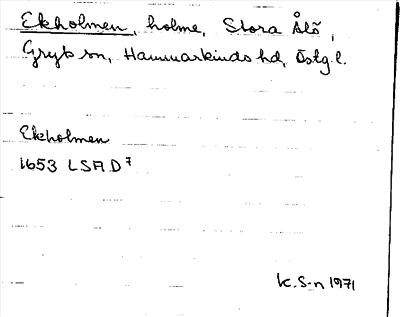 Ekholmen, holme, Stora Ålö,
Gryts sn, Hammarkinds hd, Östg.l.
Ekholmen
1653 LSA D7
K.S-n 1971